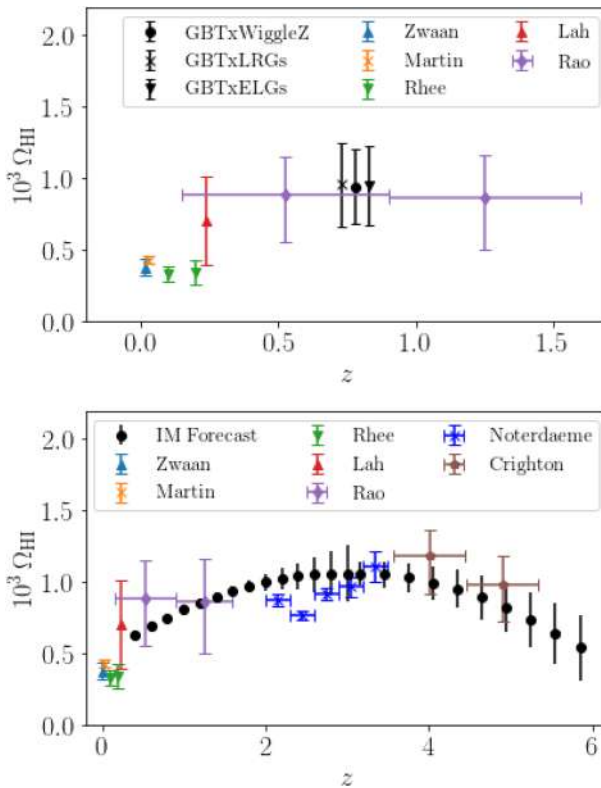 GBTxWiggleZ Zwaan Lah
GBTxLRGs Martin Rao
GBTxELGs Rhee
10³ Ω_HI
2.0
1.5
1.0
0.5
0.0
0.0 0.5 1.0 1.5
z
IM Forecast Rhee Noterdaeme
Zwaan Lah Crighton
Martin Rao
10³ Ω_HI
2.0
1.5
1.0
0.5
0.0
0 2 4 6
z